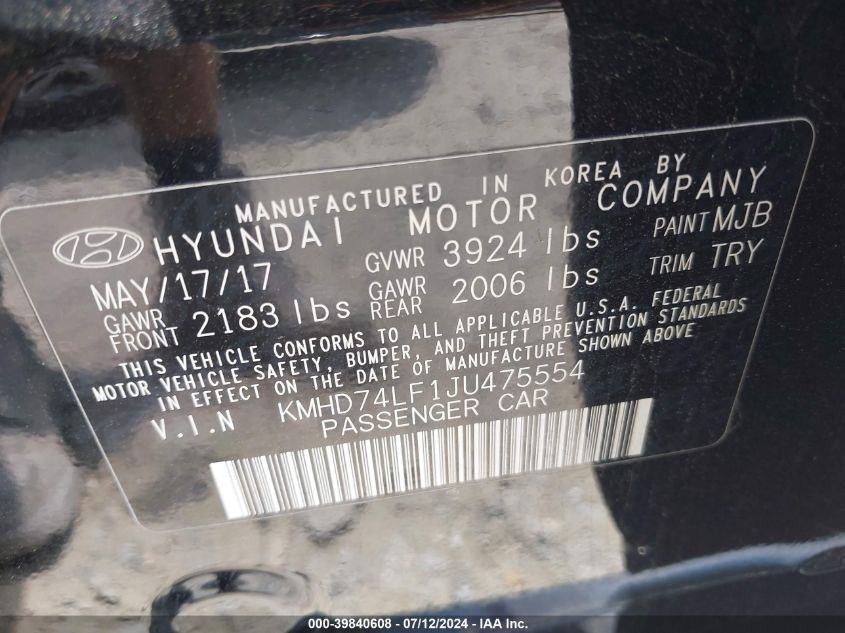 MANUFACTURED IN KOREA BY
HYUNDAI MOTOR COMPANY
MAY/17/17 GVWR 3924 lbs PAINT MJB
GAWR FRONT 2183 lbs GAWR REAR 2006 lbs TRIM TRY
THIS VEHICLE CONFORMS TO ALL APPLICABLE U.S.A. FEDERAL
MOTOR VEHICLE SAFETY, BUMPER, AND THEFT PREVENTION STANDARDS
IN EFFECT ON THE DATE OF MANUFACTURE SHOWN ABOVE
V.I.N KMHD74LF1JU475554
PASSENGER CAR
000-39840608 - 07/12/2024 - IAA Inc.